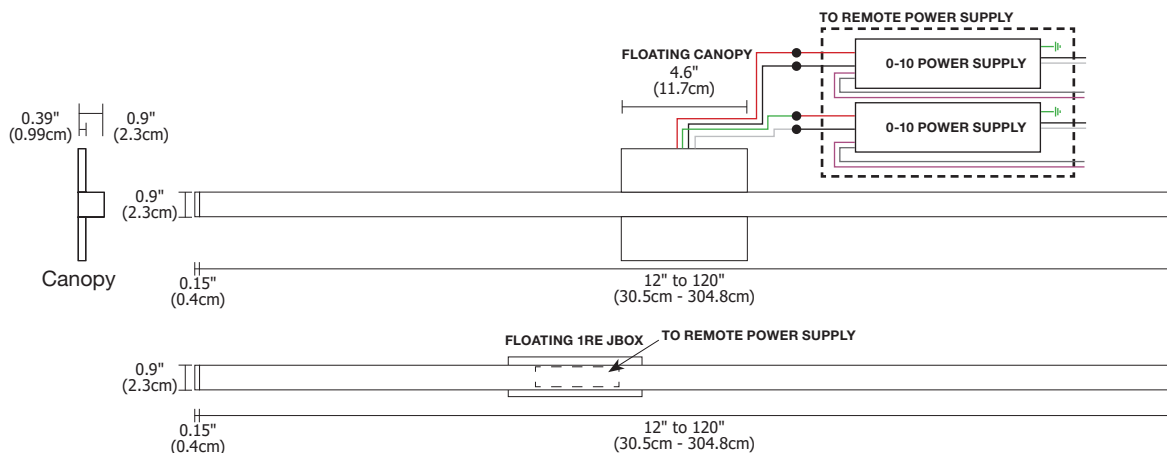 TO REMOTE POWER SUPPLY
FLOATING CANOPY
4.6"
(11.7cm)
0-10 POWER SUPPLY
0-10 POWER SUPPLY
0.39"
(0.99cm)
0.9"
(2.3cm)
0.9"
(2.3cm)
Canopy
0.15"
(0.4cm)
12" to 120"
(30.5cm - 304.8cm)
FLOATING 1RE JBOX
TO REMOTE POWER SUPPLY
0.9"
(2.3cm)
0.15"
(0.4cm)
12" to 120"
(30.5cm - 304.8cm)